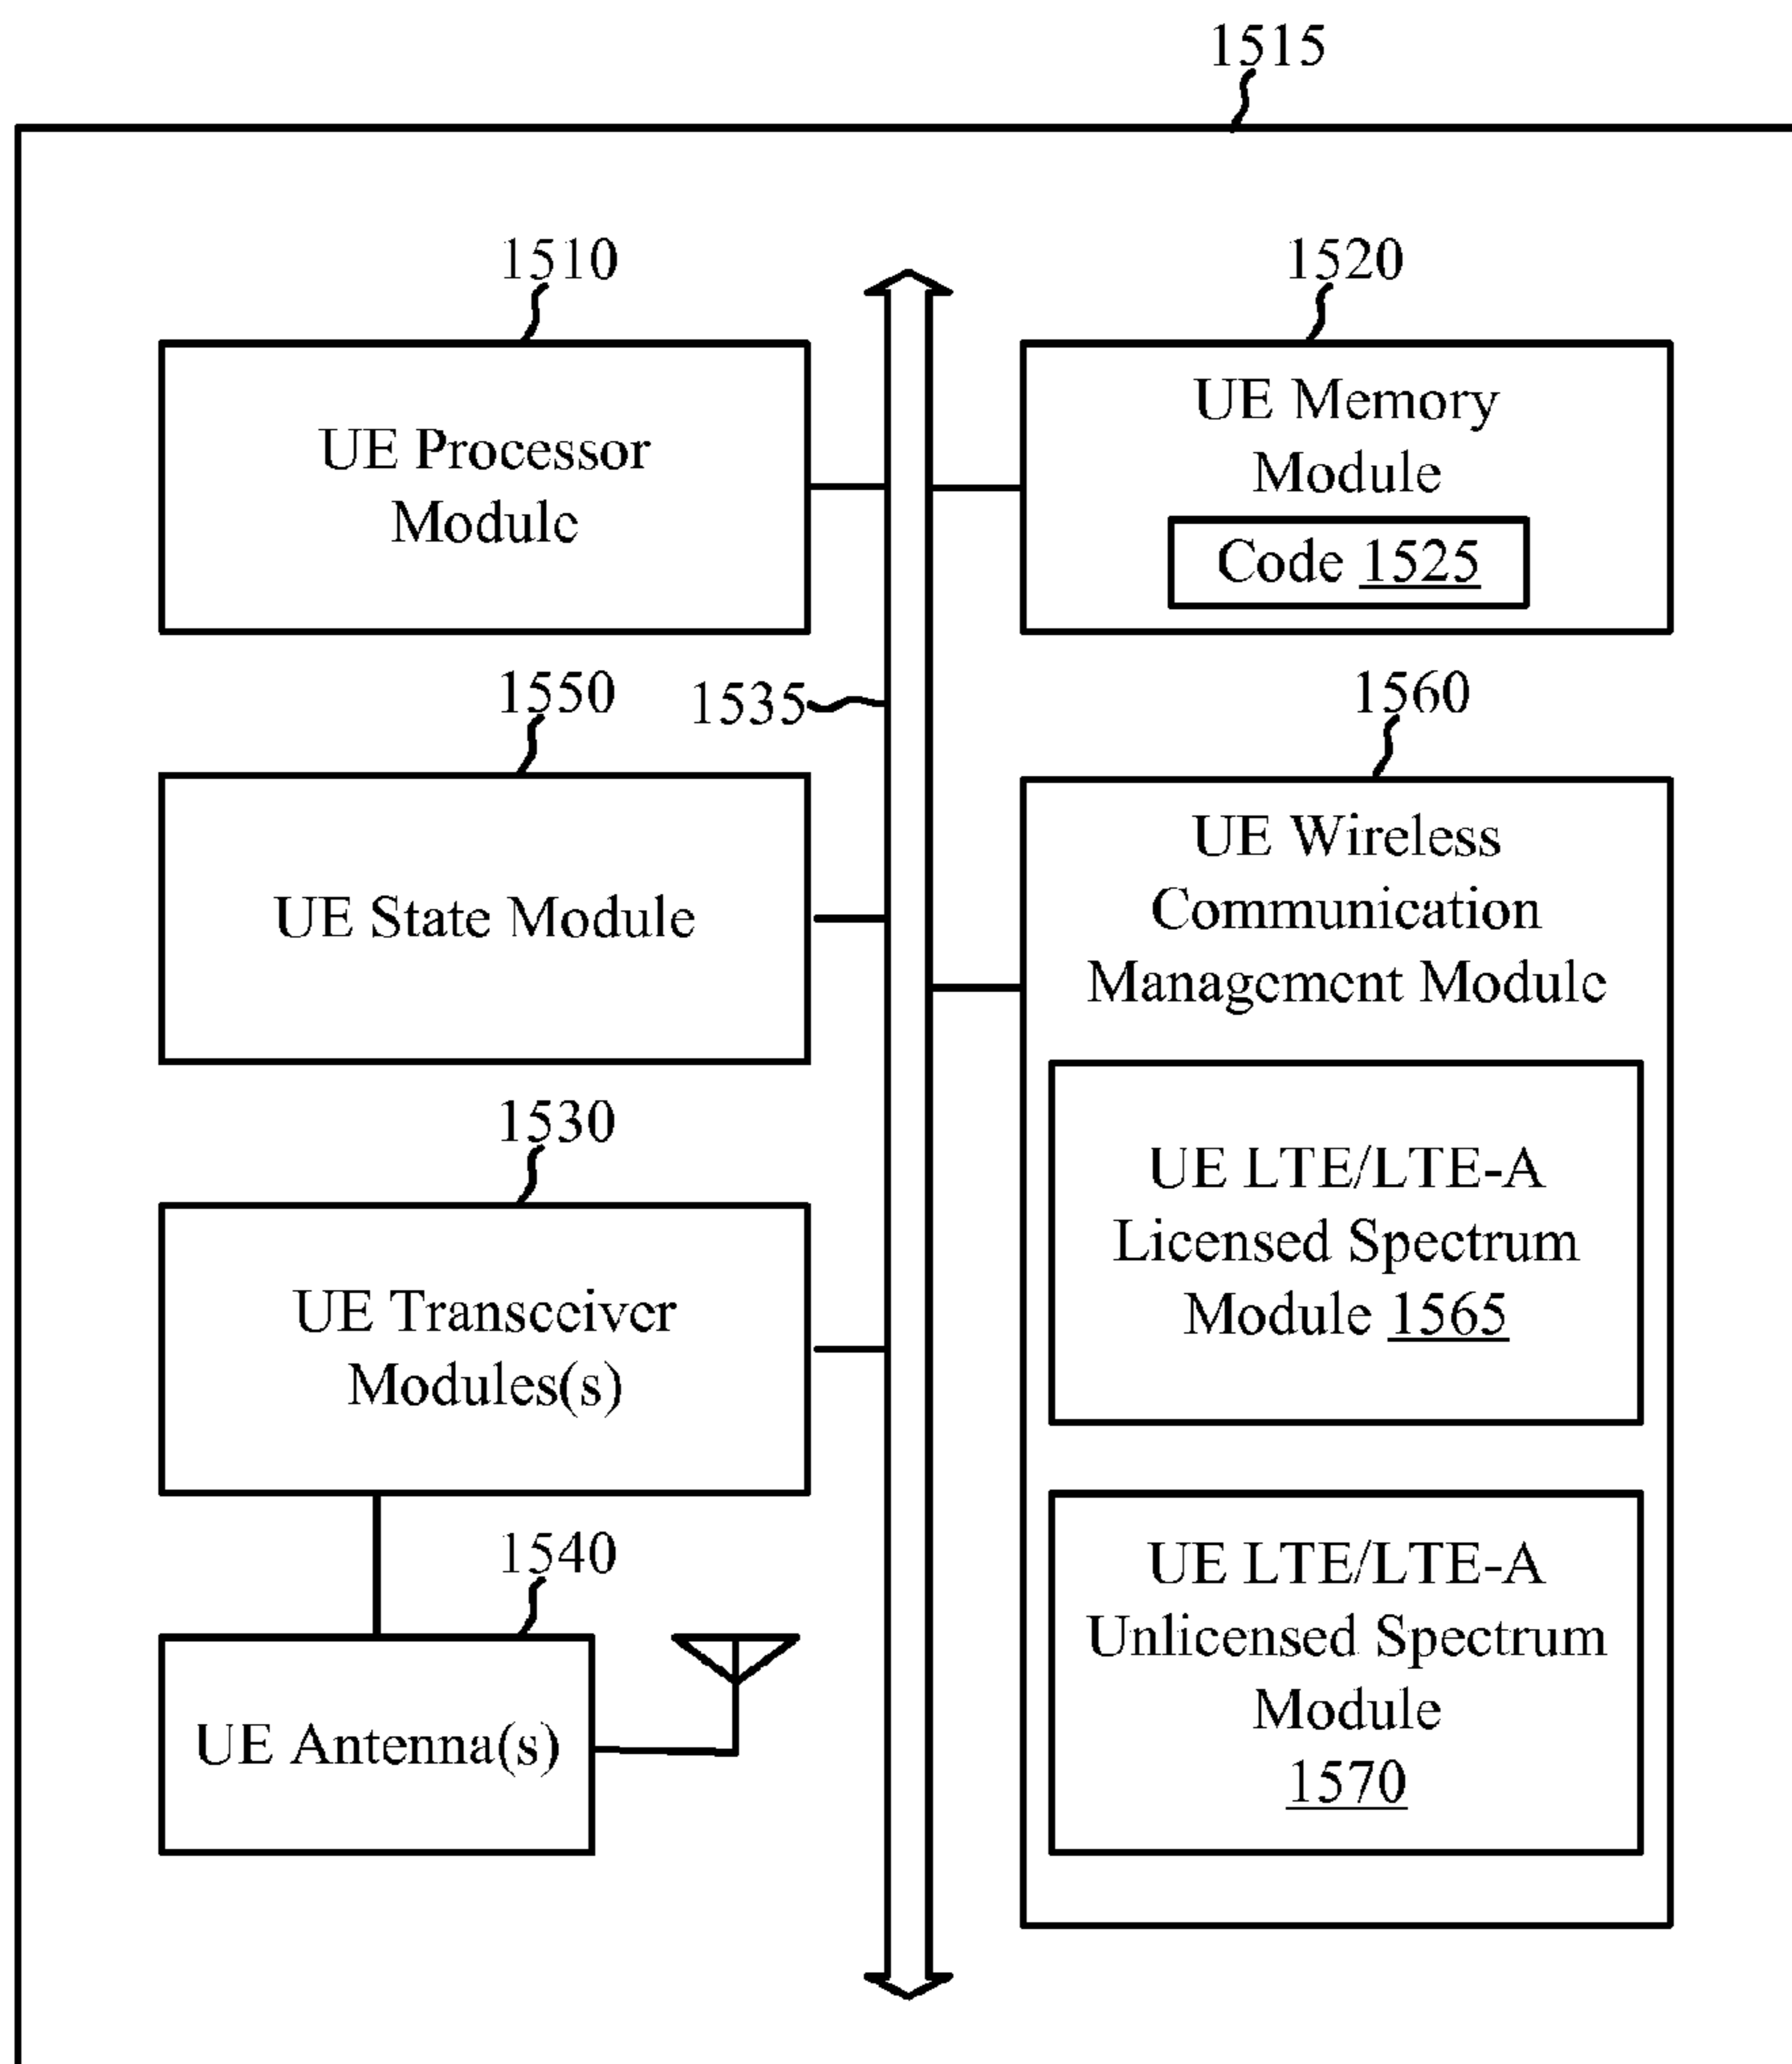 1515
1510
1520
UE Processor
Module
UE Memory
Module
Code 1525
1550
1535
1560
UE State Module
UE Wireless
Communication
Management Module
1530
UE LTE/LTE-A
Licensed Spectrum
Module 1565
UE Transceiver
Modules(s)
1540
UE LTE/LTE-A
Unlicensed Spectrum
Module
1570
UE Antenna(s)